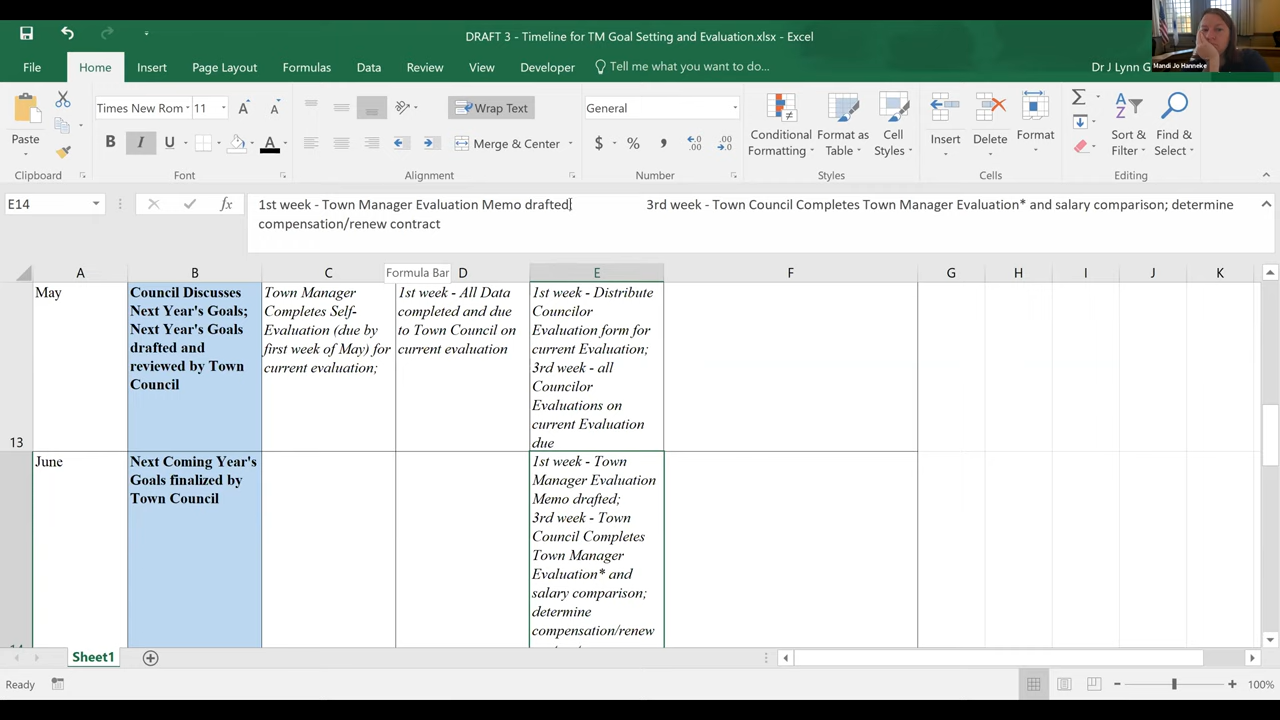 DRAFT 3 - Timeline for TM Goal Setting and Evaluation.xlsx - Excel
Mandi Jo Hanneke
File Home Insert Page Layout Formulas Data Review View Developer Tell me what you want to do... Dr J Lynn G
Times New Rom 11 A A Wrap Text General
Paste B I U A Merge & Center $ % , Conditional Formatting Format as Table Cell Styles Insert Delete Format Sort & Filter Find & Select
Clipboard Font Alignment Number Styles Cells Editing
E14 fx 1st week - Town Manager Evaluation Memo drafted; 3rd week - Town Council Completes Town Manager Evaluation* and salary comparison; determine
compensation/renew contract
Formula Bar
A B C D E F G H I J K
13
May
Council Discusses
Next Year's Goals;
Next Year's Goals
drafted and
reviewed by Town
Council
Town Manager
Completes Self-
Evaluation (due by
first week of May) for
current evaluation;
1st week - All Data
completed and due
to Town Council on
current evaluation
1st week - Distribute
Councilor
Evaluation form for
current Evaluation;
3rd week - all
Councilor
Evaluations on
current Evaluation
due
June
Next Coming Year's
Goals finalized by
Town Council
1st week - Town
Manager Evaluation
Memo drafted;
3rd week - Town
Council Completes
Town Manager
Evaluation* and
salary comparison;
determine
compensation/renew
Sheet1
Ready 100%